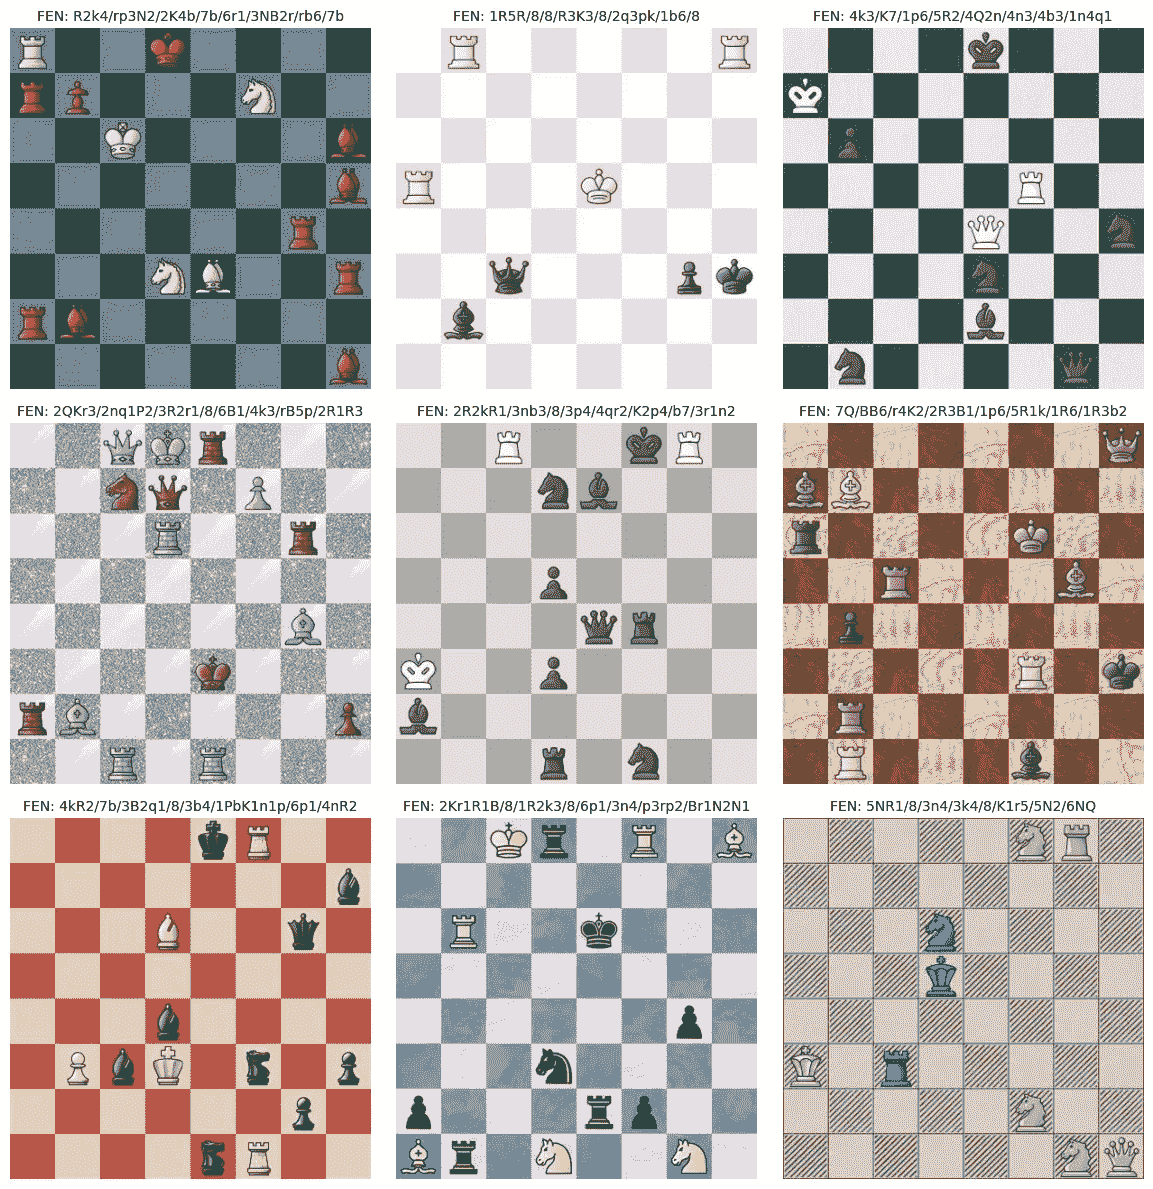 FEN: R2k4/rp3N2/2K4b/7b/6r1/3NB2r/rb6/7b
FEN: 1R5R/8/8/R3K3/8/2q3pk/1b6/8
FEN: 4k3/K7/1p6/5R2/4Q2n/4n3/4b3/1n4q1
FEN: 2QKr3/2nq1P2/3R2r1/8/6B1/4k3/rB5p/2R1R3
FEN: 2R2kR1/3nb3/8/3p4/4qr2/K2p4/b7/3r1n2
FEN: 7Q/BB6/r4K2/2R3B1/1p6/5R1k/1R6/1R3b2
FEN: 4kR2/7b/3B2q1/8/3b4/1PbK1n1p/6p1/4nR2
FEN: 2Kr1R1B/8/1R2k3/8/6p1/3n4/p3rp2/Br1N2N1
FEN: 5NR1/8/3n4/3k4/8/K1r5/5N2/6NQ